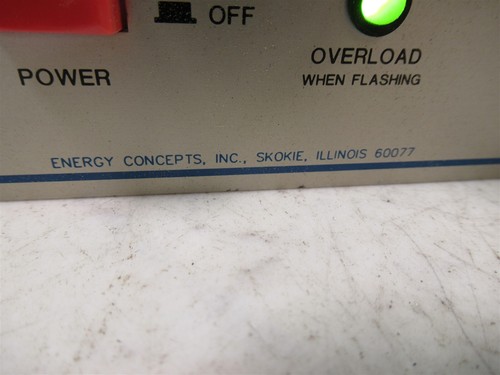 OFF
OVERLOAD
WHEN FLASHING
POWER
ENERGY CONCEPTS, INC., SKOKIE, ILLINOIS 60077